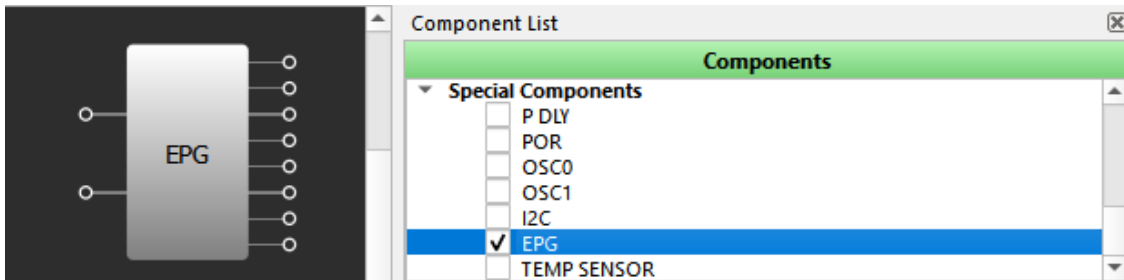 EPG
Component List
Components
Special Components
P DLY
POR
OSC0
OSC1
I2C
EPG
TEMP SENSOR